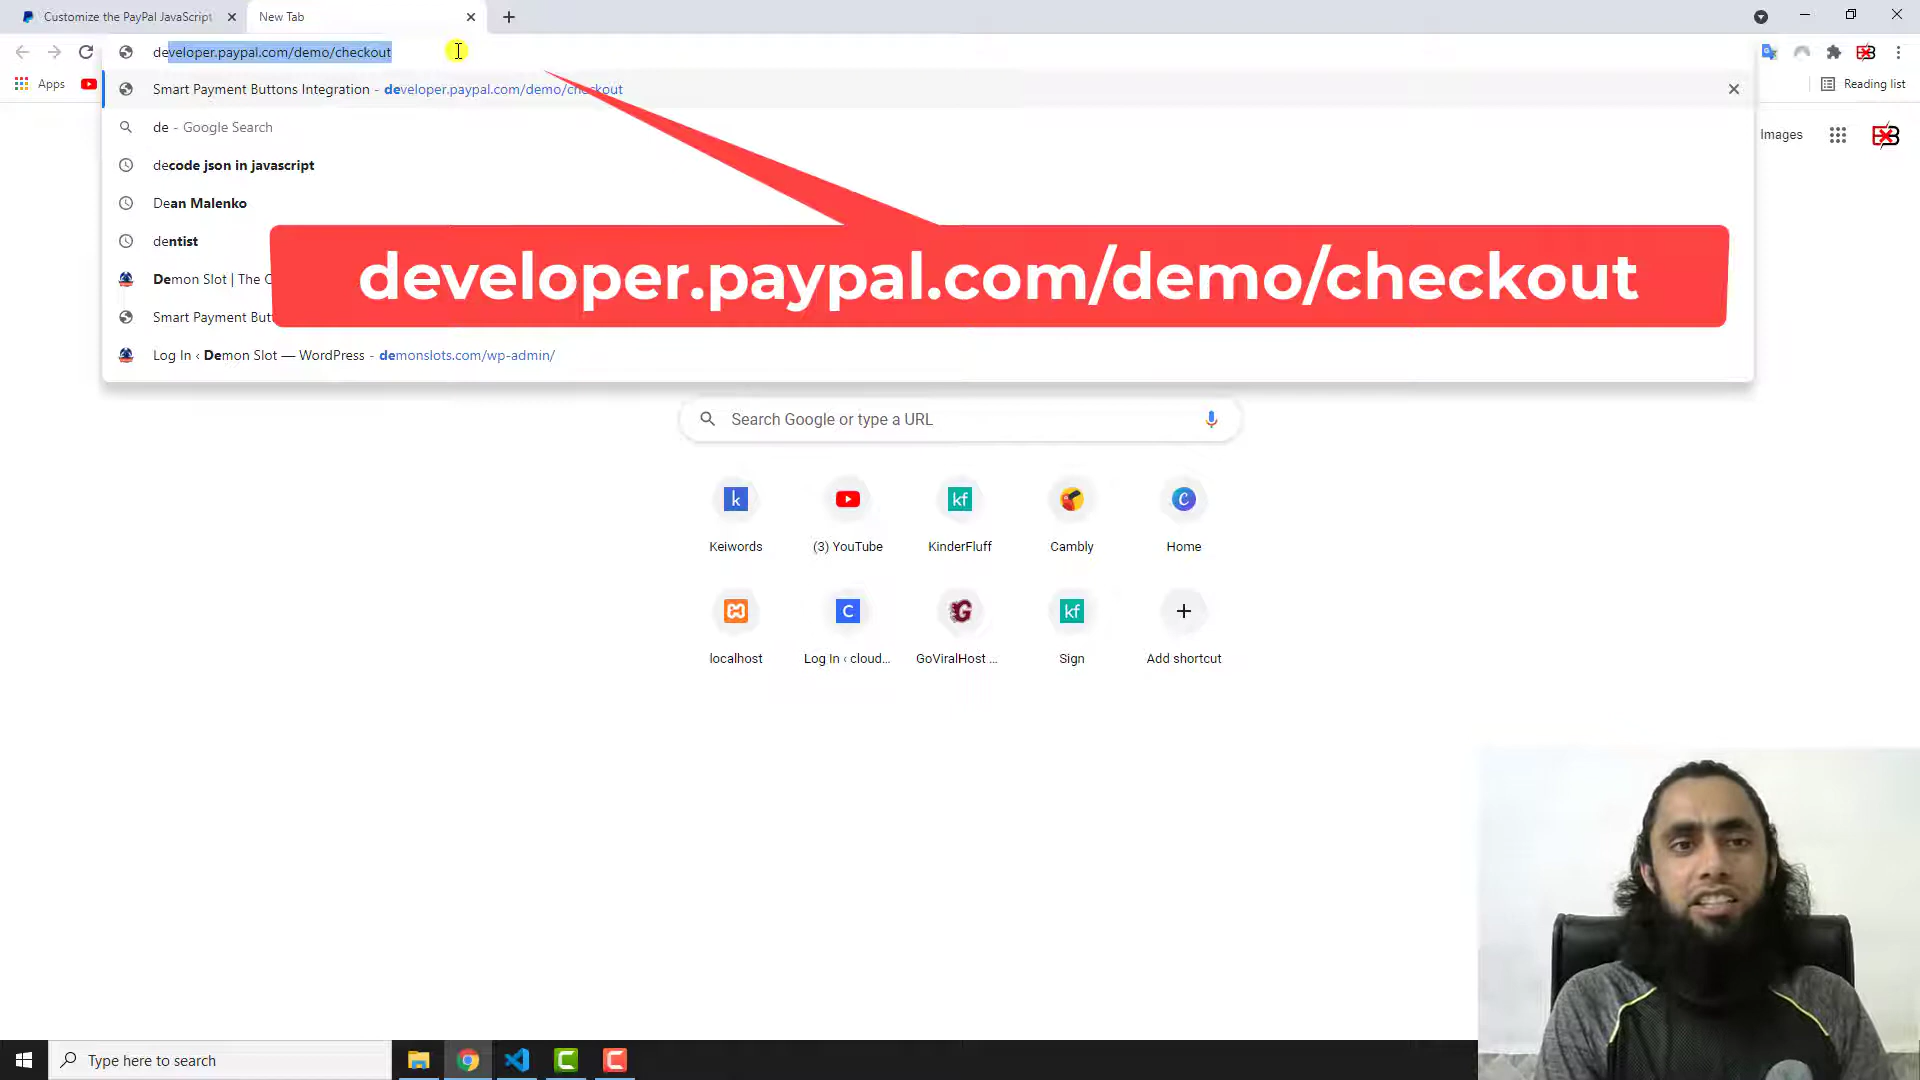 Customize the PayPal JavaScript
New Tab
developer.paypal.com/demo/checkout
Apps
Reading list
Smart Payment Buttons Integration - developer.paypal.com/demo/checkout
de - Google Search
Images
decode json in javascript
Dean Malenko
dentist
developer.paypal.com/demo/checkout
Demon Slot | The C
Smart Payment But
Log In ‹ Demon Slot — WordPress - demonslots.com/wp-admin/
Search Google or type a URL
Keiwords
(3) YouTube
KinderFluff
Cambly
Home
localhost
Log In ‹ cloud...
GoViralHost ...
Sign
Add shortcut
Type here to search